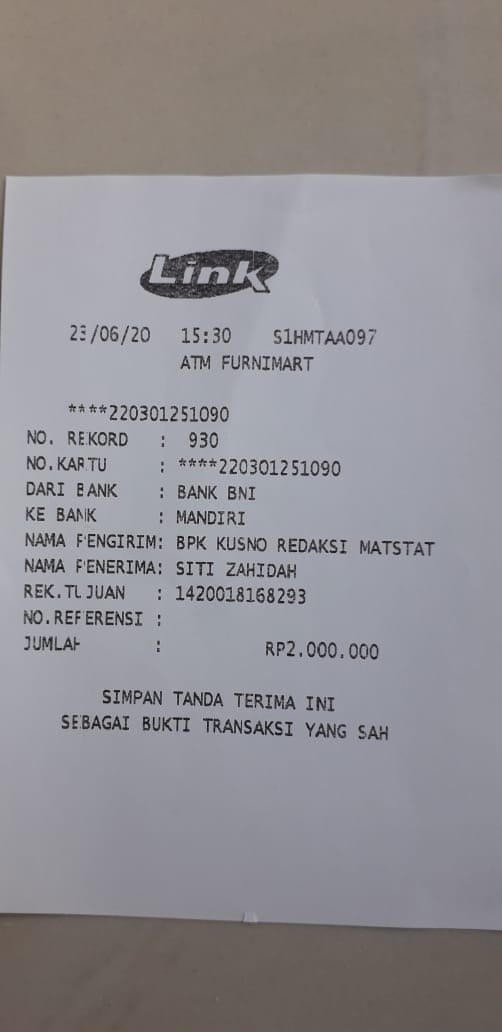 Link
23/06/20 15:30 S1HMTAA097
ATM FURNIMART
****220301251090
NO. REKORD : 930
NO.KARTU : ****220301251090
DARI BANK : BANK BNI
KE BANK : MANDIRI
NAMA PENGIRIM: BPK KUSNO REDAKSI MATSTAT
NAMA PENERIMA: SITI ZAHIDAH
REK.TUJUAN : 1420018168293
NO.REFERENSI :
JUMLAH : RP2.000.000
SIMPAN TANDA TERIMA INI
SEBAGAI BUKTI TRANSAKSI YANG SAH